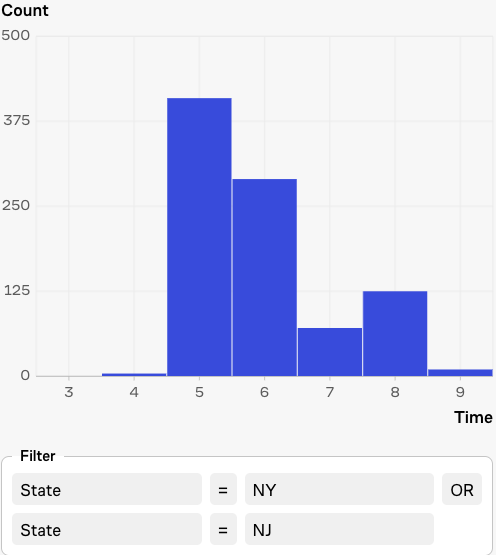 Count
500
375
250
125
0
3 4 5 6 7 8 9
Time
Filter
State = NY OR
State = NJ